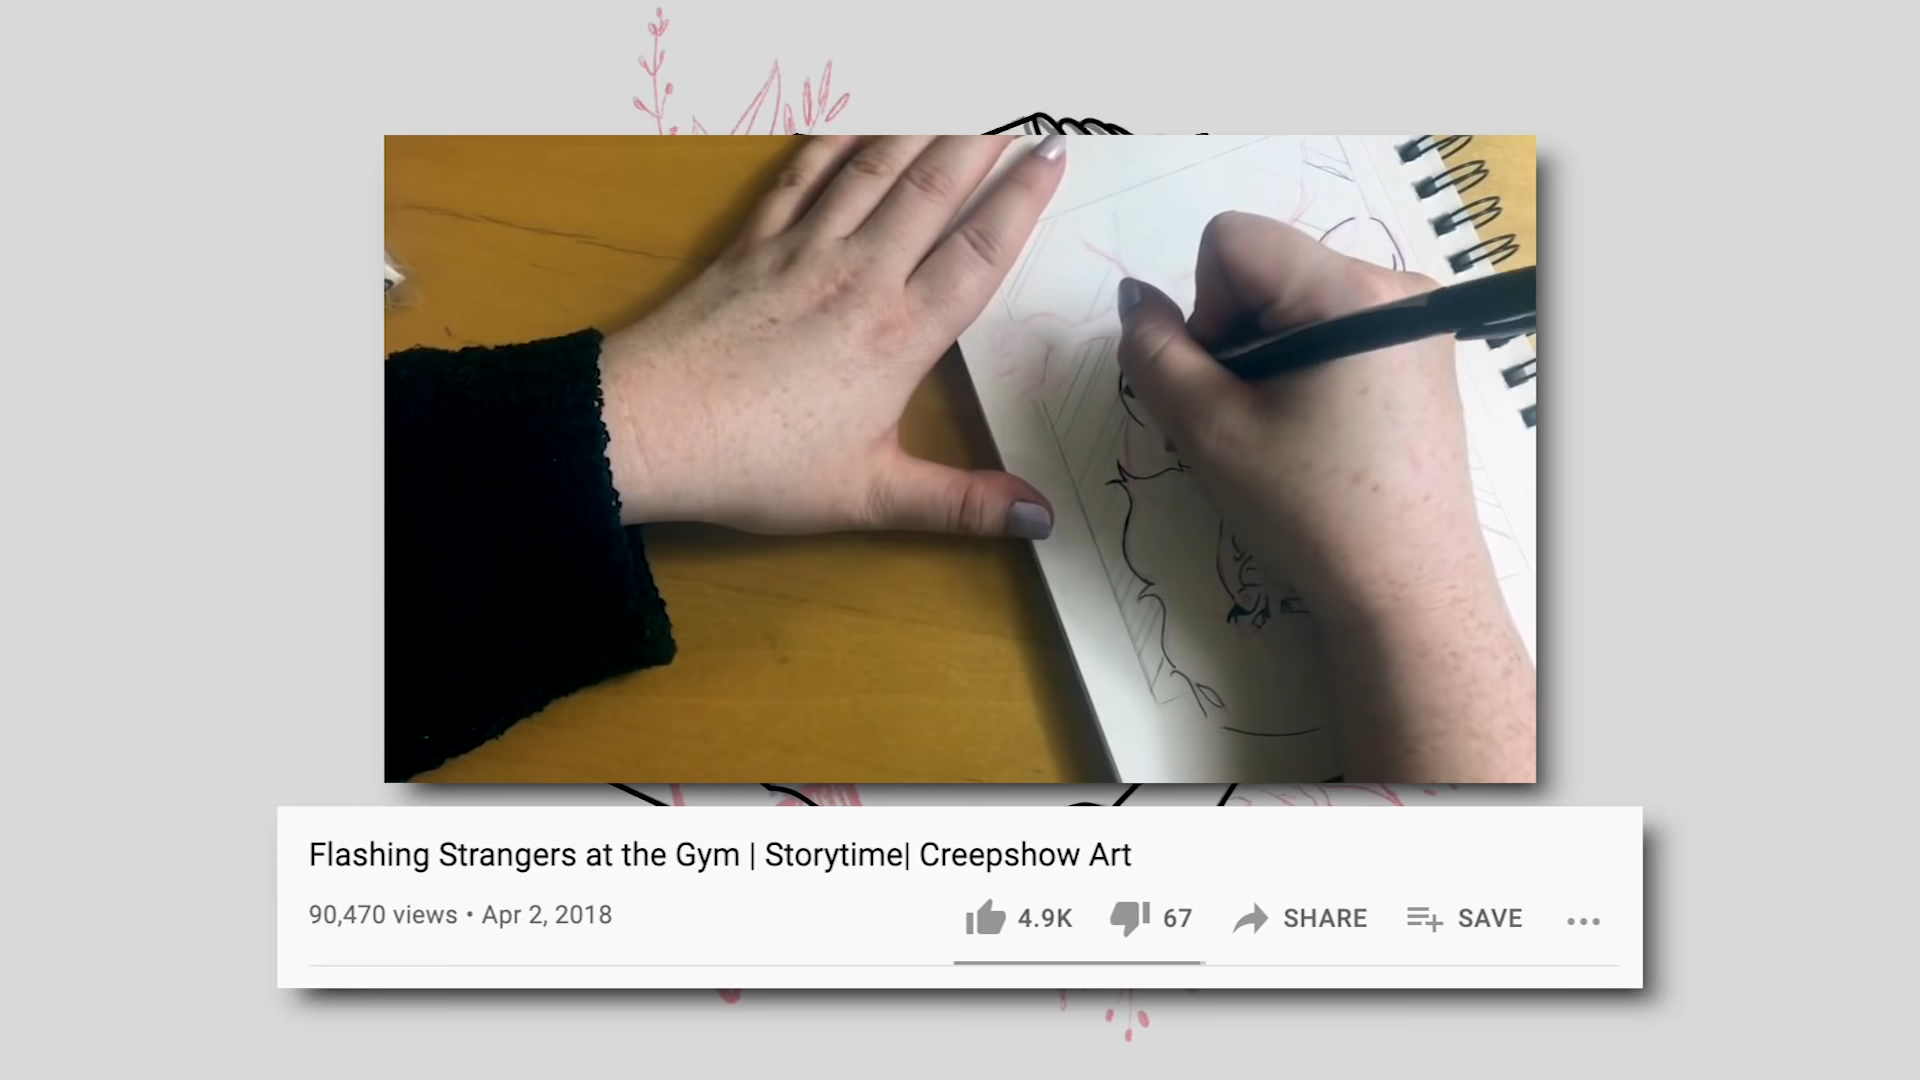 Flashing Strangers at the Gym | Storytime| Creepshow Art
90,470 views • Apr 2, 2018 4.9K 67 SHARE SAVE